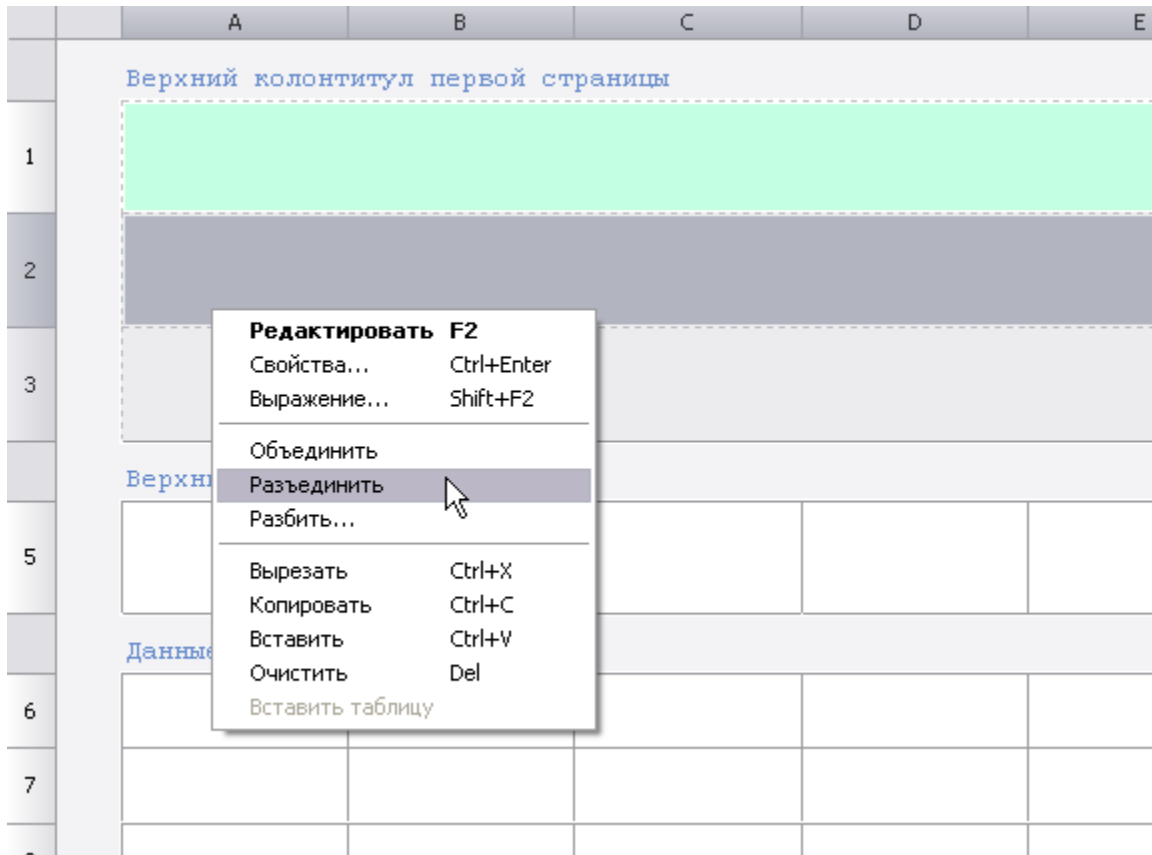 A B C D E
Верхний колонтитул первой страницы
1
2
Редактировать F2
Свойства... Ctrl+Enter
Выражение... Shift+F2
3
Объединить
Верхн
Разъединить
Разбить...
5
Вырезать Ctrl+X
Копировать Ctrl+C
Вставить Ctrl+V
Данные
Очистить Del
Вставить таблицу
6
7